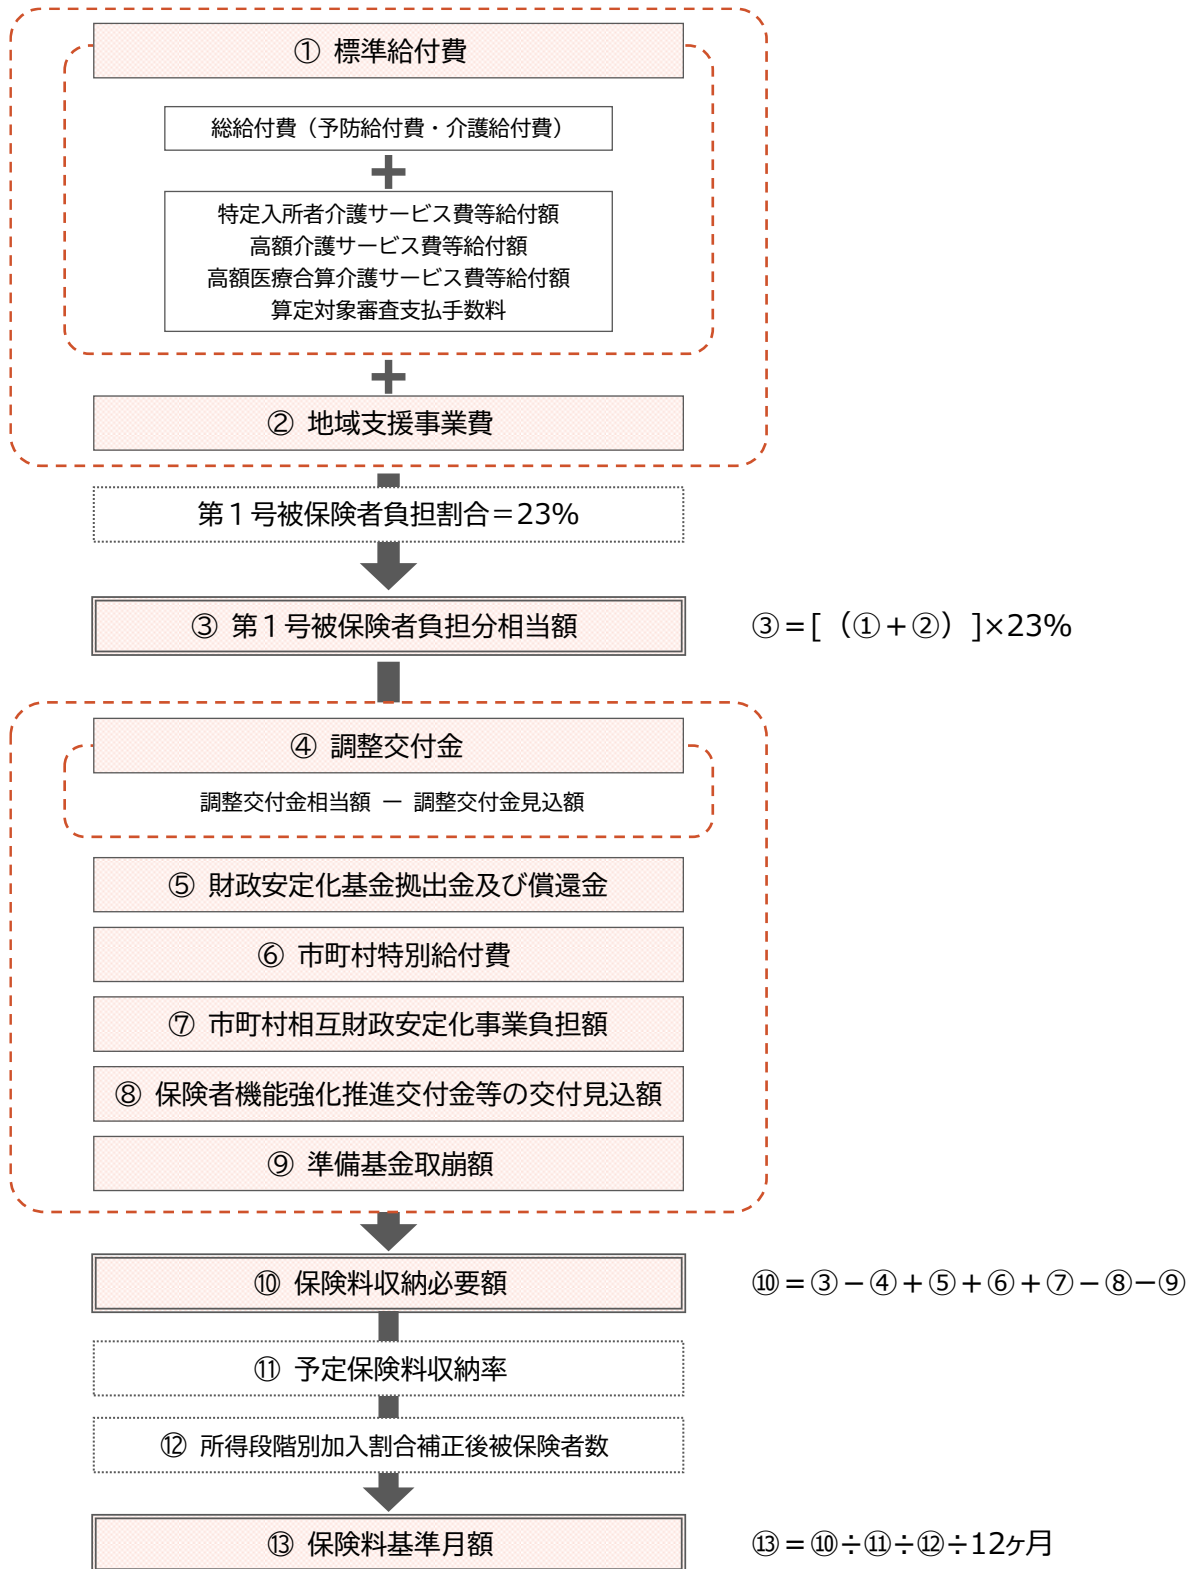 ① 標準給付費
総給付費（予防給付費・介護給付費）
＋
特定入所者介護サービス費等給付額
高額介護サービス費等給付額
高額医療合算介護サービス費等給付額
算定対象審査支払手数料
＋
② 地域支援事業費
第１号被保険者負担割合＝23%
③ 第１号被保険者負担分相当額
③＝[（①＋②）]×23%
④ 調整交付金
調整交付金相当額 － 調整交付金見込額
⑤ 財政安定化基金拠出金及び償還金
⑥ 市町村特別給付費
⑦ 市町村相互財政安定化事業負担額
⑧ 保険者機能強化推進交付金等の交付見込額
⑨ 準備基金取崩額
⑩ 保険料収納必要額
⑩＝③－④＋⑤＋⑥＋⑦－⑧－⑨
⑪ 予定保険料収納率
⑫ 所得段階別加入割合補正後被保険者数
⑬ 保険料基準月額
⑬＝⑩÷⑪÷⑫÷12ヶ月